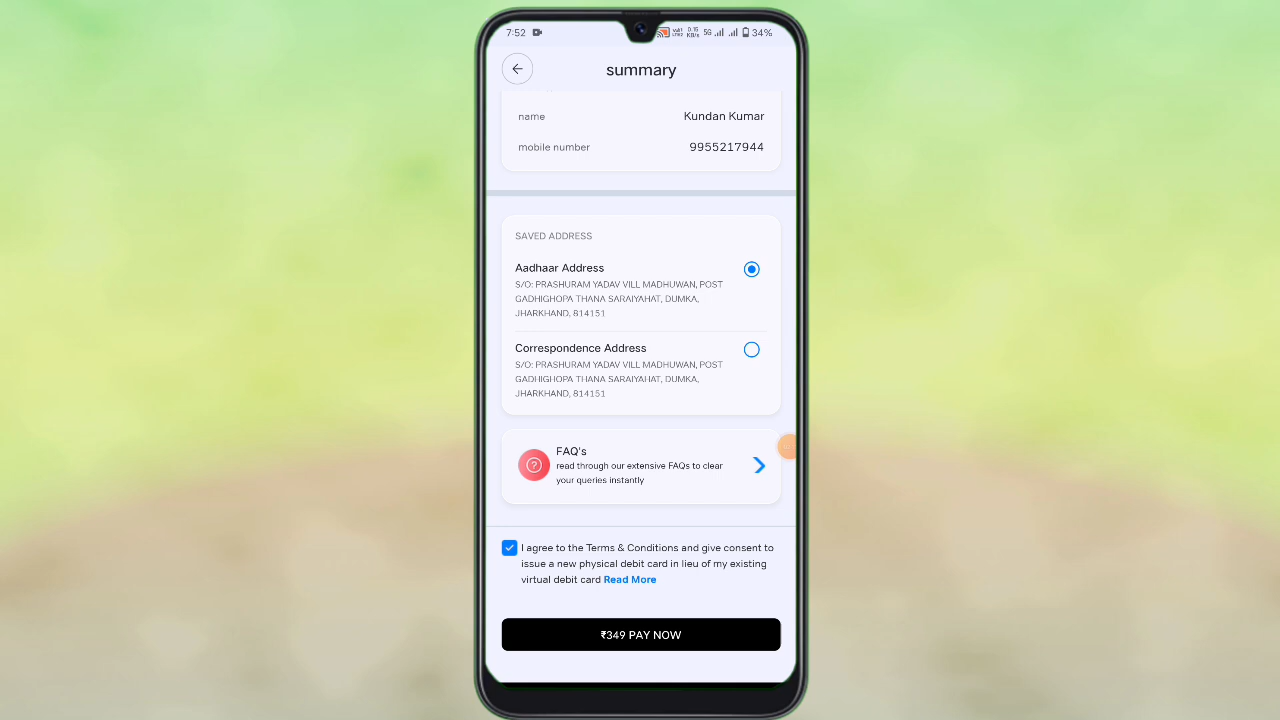 7:52
0.15
KB/s
5G
34%
summary
name Kundan Kumar
mobile number 9955217944
SAVED ADDRESS
Aadhaar Address
S/O: PRASHURAM YADAV VILL MADHUWAN, POST
GADHIGHOPA THANA SARAIYAHAT, DUMKA,
JHARKHAND, 814151
Correspondence Address
S/O: PRASHURAM YADAV VILL MADHUWAN, POST
GADHIGHOPA THANA SARAIYAHAT, DUMKA,
JHARKHAND, 814151
FAQ's
read through our extensive FAQs to clear
your queries instantly
I agree to the Terms & Conditions and give consent to
issue a new physical debit card in lieu of my existing
virtual debit card Read More
₹349 PAY NOW